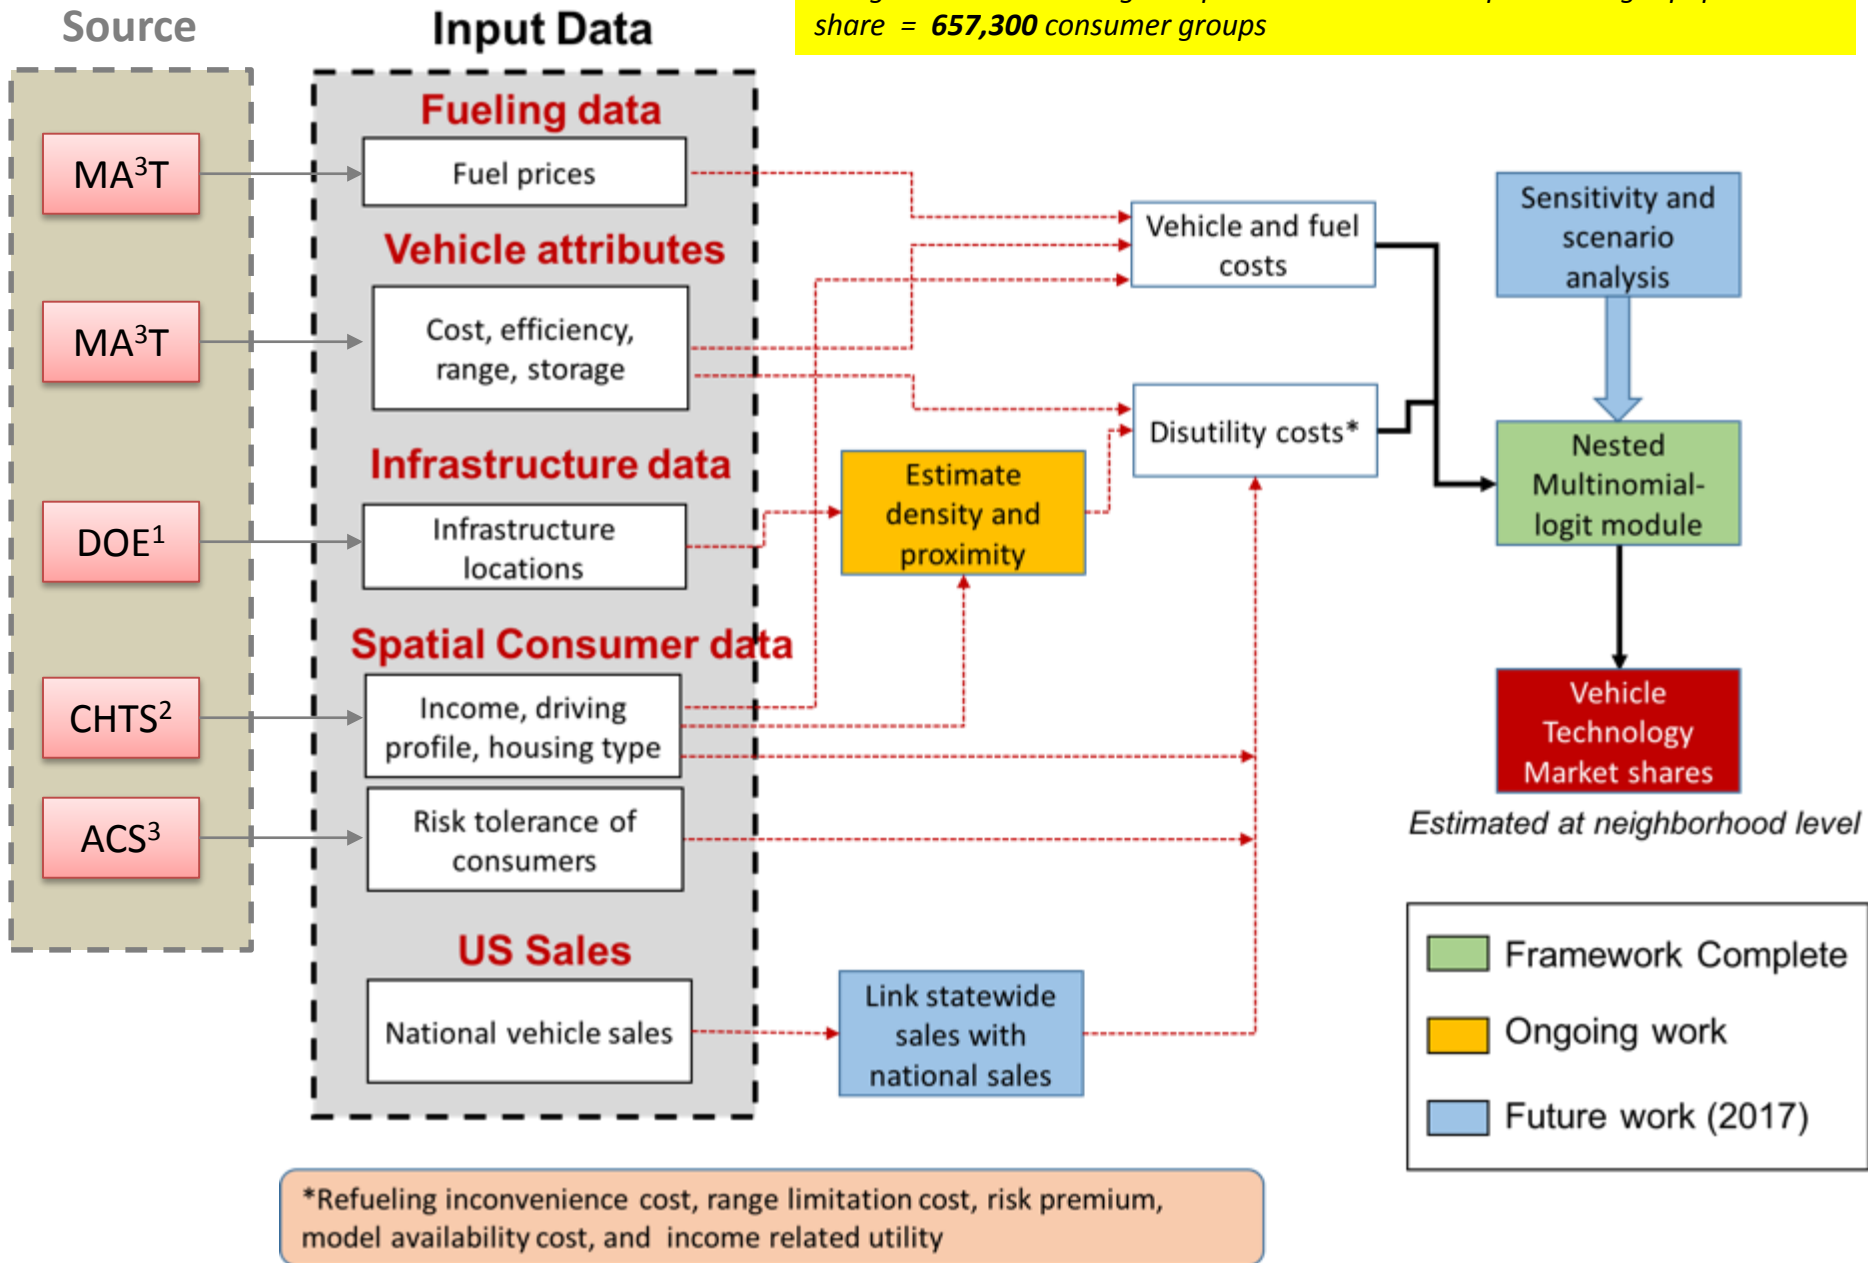 share = 657,300 consumer groups
Source
Input Data
Fueling data
MA³T
Fuel prices
Vehicle attributes
MA³T
Cost, efficiency,
range, storage
Infrastructure data
DOE¹
Infrastructure
locations
Spatial Consumer data
CHTS²
Income, driving
profile, housing type
ACS³
Risk tolerance of
consumers
US Sales
National vehicle sales
Estimate
density and
proximity
Link statewide
sales with
national sales
Vehicle and fuel
costs
Disutility costs*
Sensitivity and
scenario
analysis
Nested
Multinomial-
logit module
Vehicle
Technology
Market shares
Estimated at neighborhood level
Framework Complete
Ongoing work
Future work (2017)
*Refueling inconvenience cost, range limitation cost, risk premium,
model availability cost, and income related utility